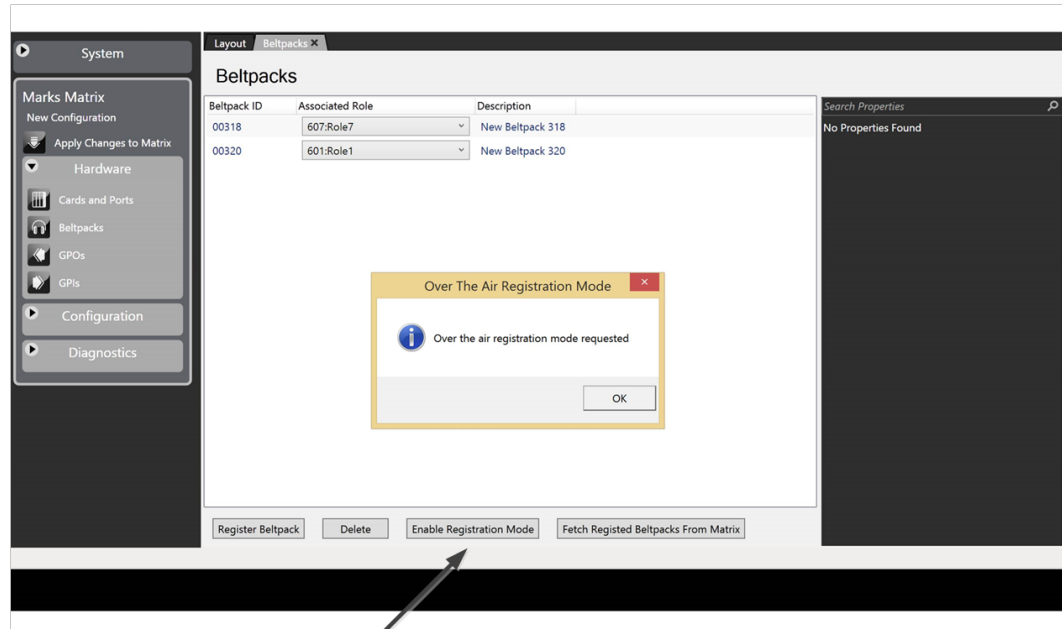 System
Marks Matrix
New Configuration
Apply Changes to Matrix
Hardware
Cards and Ports
Beltpacks
GPOs
GPIs
Configuration
Diagnostics
Layout Beltpacks
Beltpacks
Beltpack ID Associated Role Description
00318 607:Role7 New Beltpack 318
00320 601:Role1 New Beltpack 320
Over The Air Registration Mode
Over the air registration mode requested
OK
Register Beltpack Delete Enable Registration Mode Fetch Registed Beltpacks From Matrix
Search Properties
No Properties Found